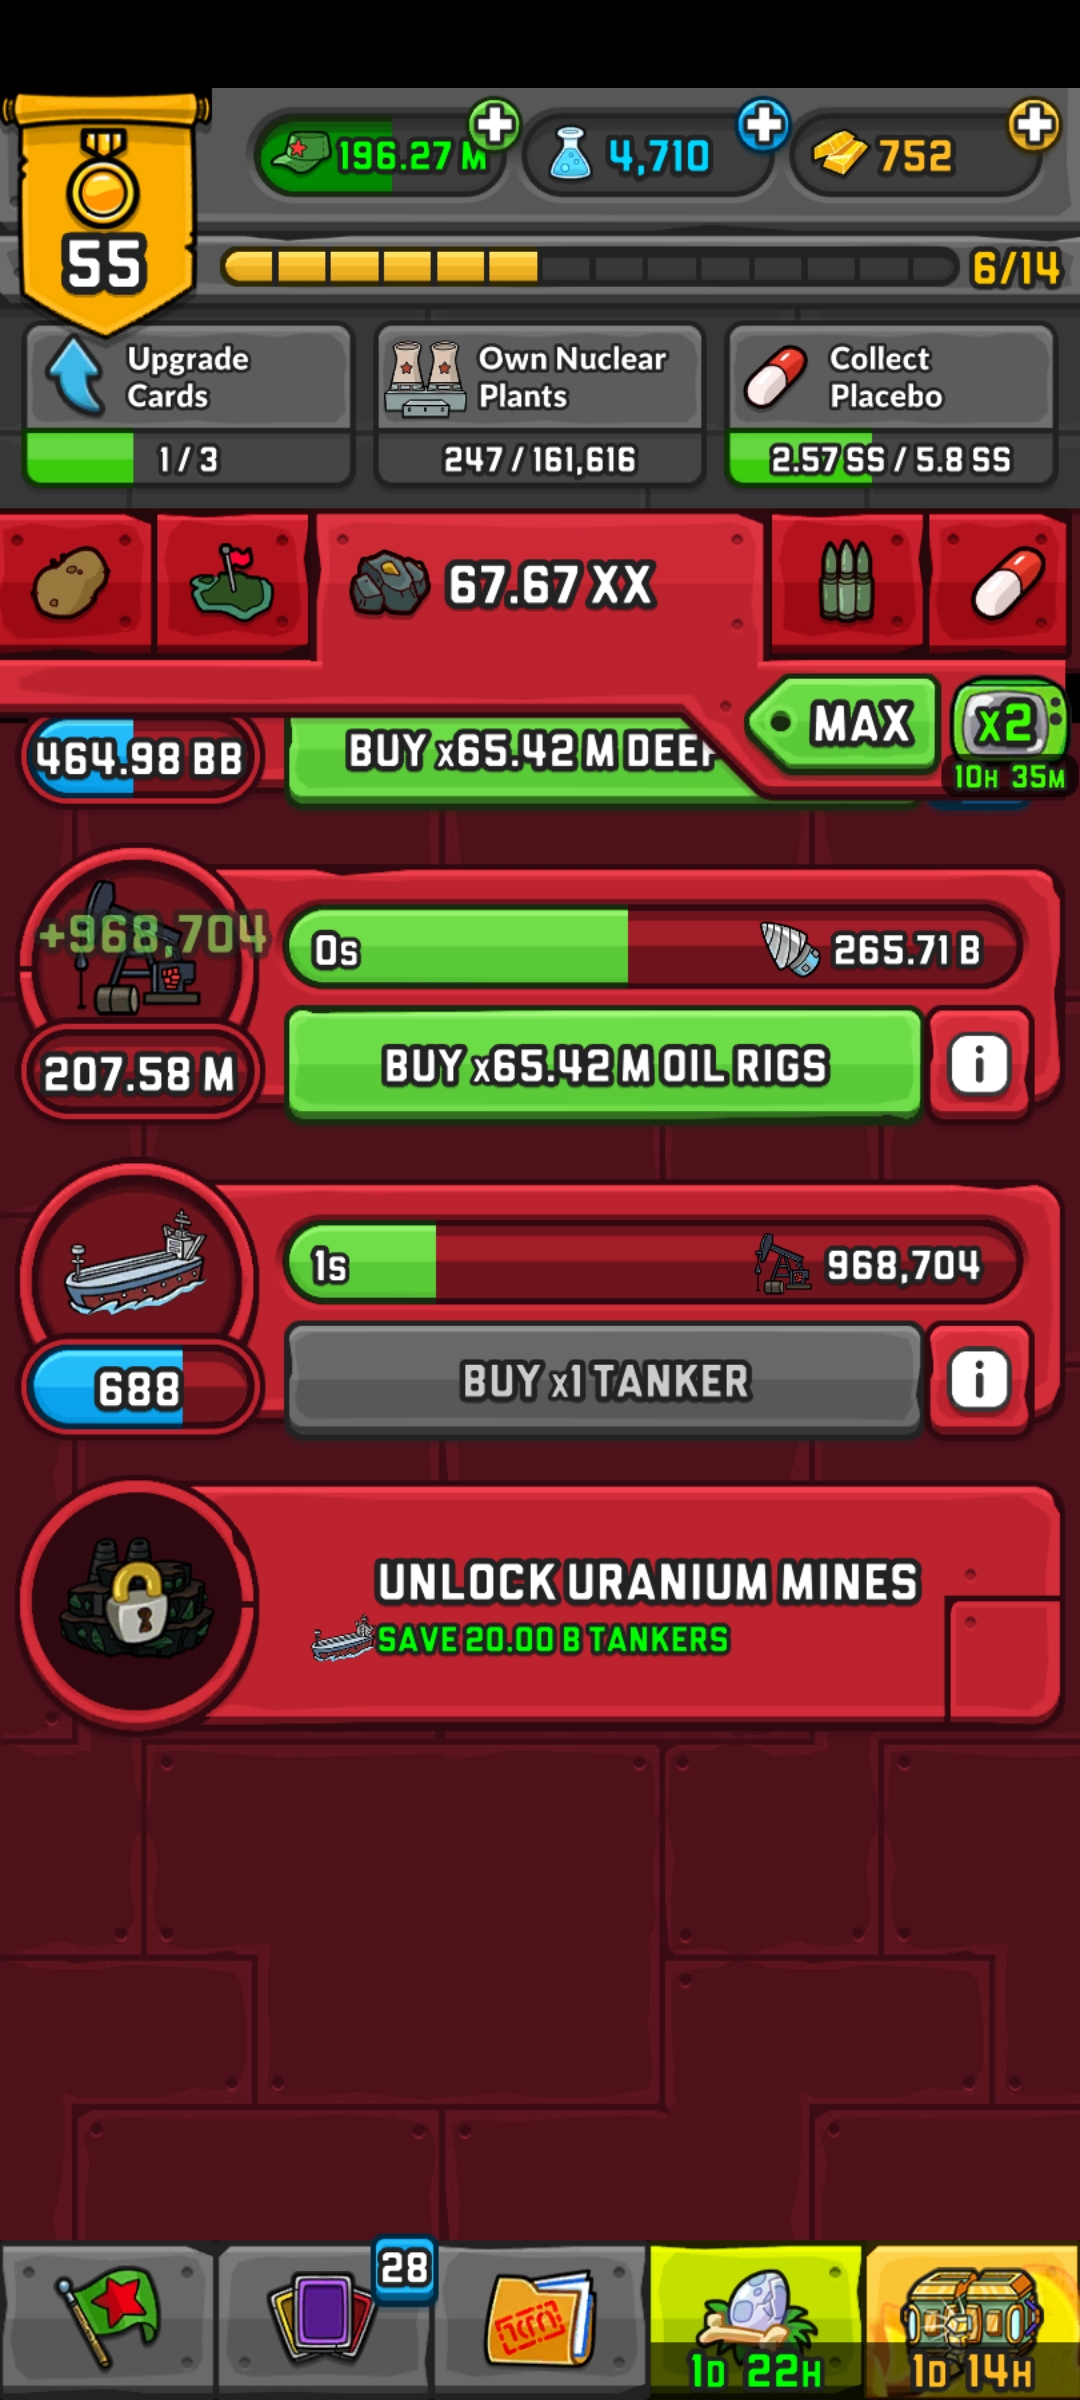 196.27 M
4,710
752
55
6/14
Upgrade
Cards
1 / 3
Own Nuclear
Plants
247 / 161,616
Collect
Placebo
2.57 SS / 5.8 SS
67.67 XX
MAX
x2
10H 35M
464.98 BB
BUY x65.42 M DEEP
+968,704
0s
265.71 B
207.58 M
BUY x65.42 M OIL RIGS
i
1s
968,704
688
BUY x1 TANKER
i
UNLOCK URANIUM MINES
SAVE 20.00 B TANKERS
28
1D 22H
1D 14H